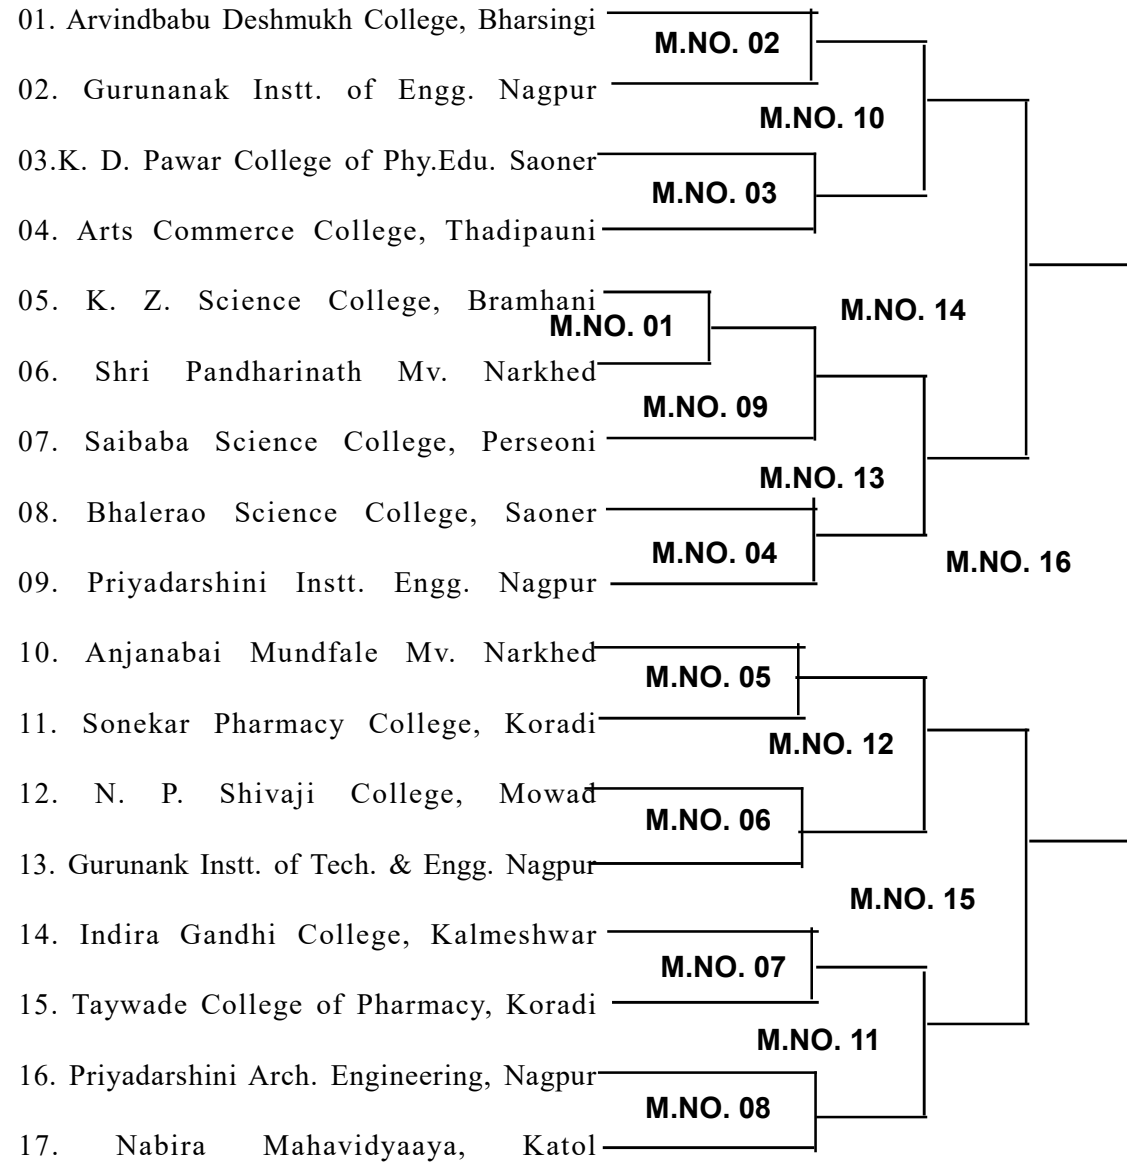 01. Arvindbabu Deshmukh College, Bharsingi
M.NO. 02
02. Gurunanak Instt. of Engg. Nagpur
M.NO. 10
03.K. D. Pawar College of Phy.Edu. Saoner
M.NO. 03
04. Arts Commerce College, Thadipauni
05. K. Z. Science College, Bramhani
M.NO. 14
M.NO. 01
06. Shri Pandharinath Mv. Narkhed
M.NO. 09
07. Saibaba Science College, Perseoni
M.NO. 13
08. Bhalerao Science College, Saoner
M.NO. 04
M.NO. 16
09. Priyadarshini Instt. Engg. Nagpur
10. Anjanabai Mundfale Mv. Narkhed
M.NO. 05
11. Sonekar Pharmacy College, Koradi
M.NO. 12
12. N. P. Shivaji College, Mowad
M.NO. 06
13. Gurunank Instt. of Tech. & Engg. Nagpur
M.NO. 15
14. Indira Gandhi College, Kalmeshwar
M.NO. 07
15. Taywade College of Pharmacy, Koradi
M.NO. 11
16. Priyadarshini Arch. Engineering, Nagpur
M.NO. 08
17. Nabira Mahavidyaaya, Katol